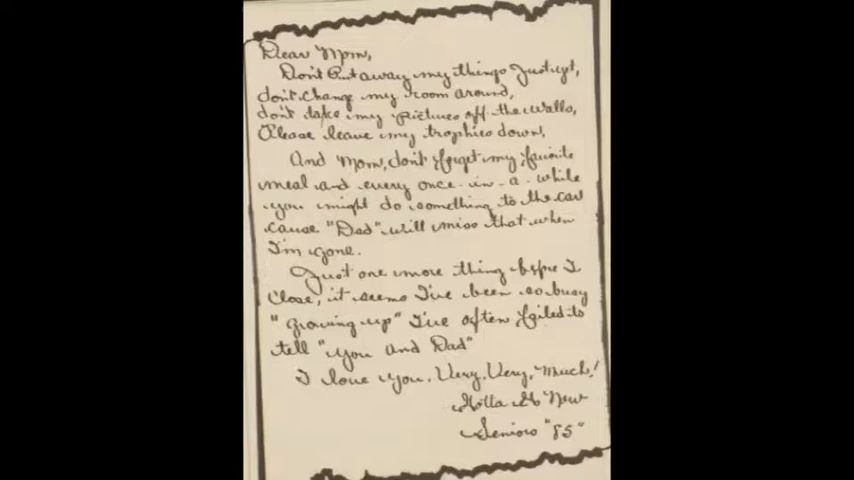 Dear Mom,
Don't Put away my things Just yet,
don't change my room around,
don't take my pictures off the walls,
Please leave my trophies down.
And Mom, don't forget my favorite
meal and every once-in-a-while
you might do something to the car
cause "Dad" will miss that when
I'm gone.
Just one more thing before I
close, it seems I've been so busy
"growing up" I've often failed to
tell "you and Dad"
I love you. Very, Very, Much!
Gotta Go Now
Seniors "85"